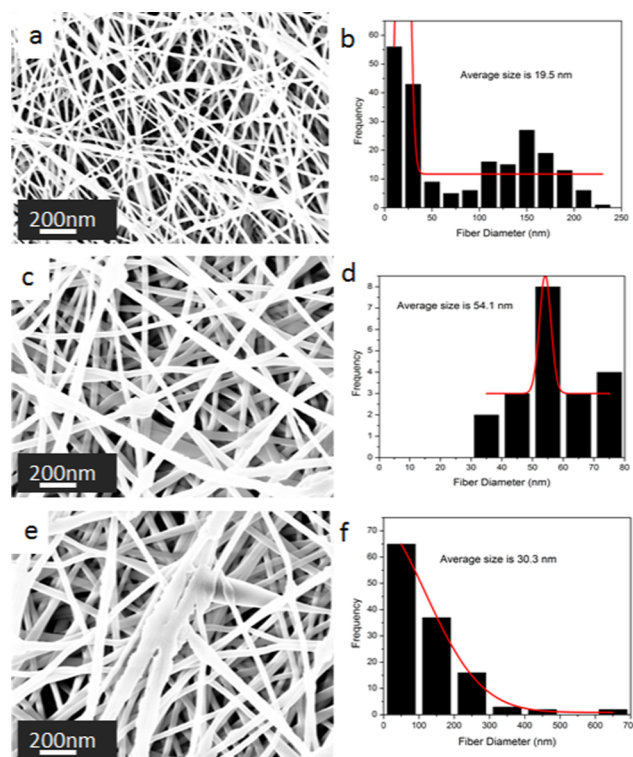 a
200nm
b
Average size is 19.5 nm
Frequency
60
50
40
30
20
10
0
0 50 100 150 200 250
Fiber Diameter (nm)
c
200nm
d
Average size is 54.1 nm
Frequency
8
7
6
5
4
3
2
1
0
0 10 20 30 40 50 60 70 80
Fiber Diameter (nm)
e
200nm
f
Average size is 30.3 nm
Frequency
70
60
50
40
30
20
10
0
0 100 200 300 400 500 600 700
Fiber Diameter (nm)